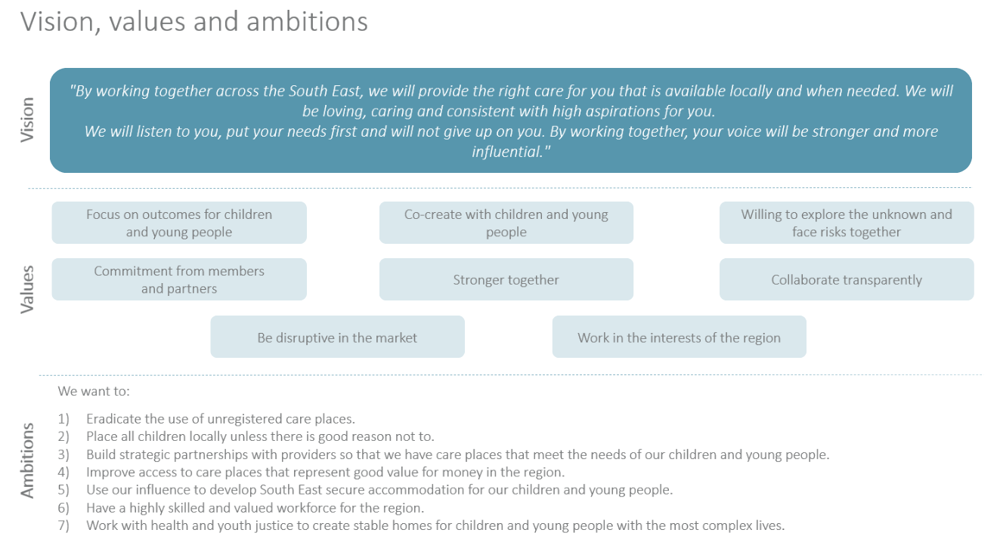 Vision, values and ambitions
Vision
"By working together across the South East, we will provide the right care for you that is available locally and when needed. We will
be loving, caring and consistent with high aspirations for you.
We will listen to you, put your needs first and will not give up on you. By working together, your voice will be stronger and more
influential."
Values
Focus on outcomes for children
and young people
Co-create with children and young
people
Willing to explore the unknown and
face risks together
Commitment from members
and partners
Stronger together
Collaborate transparently
Be disruptive in the market
Work in the interests of the region
Ambitions
We want to:
1) Eradicate the use of unregistered care places.
2) Place all children locally unless there is good reason not to.
3) Build strategic partnerships with providers so that we have care places that meet the needs of our children and young people.
4) Improve access to care places that represent good value for money in the region.
5) Use our influence to develop South East secure accommodation for our children and young people.
6) Have a highly skilled and valued workforce for the region.
7) Work with health and youth justice to create stable homes for children and young people with the most complex lives.